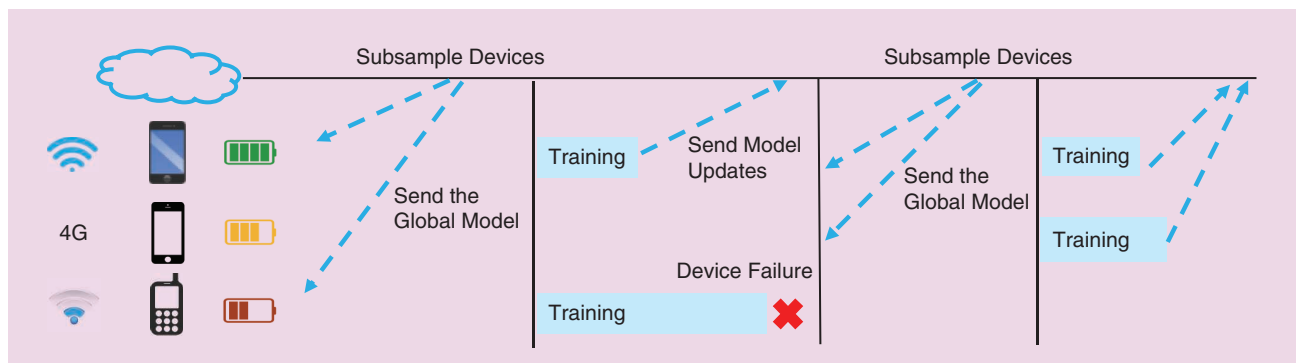 Subsample Devices
Subsample Devices
Training
Send Model
Updates
Training
Send the
Global Model
Send the
Global Model
4G
Training
Device Failure
Training